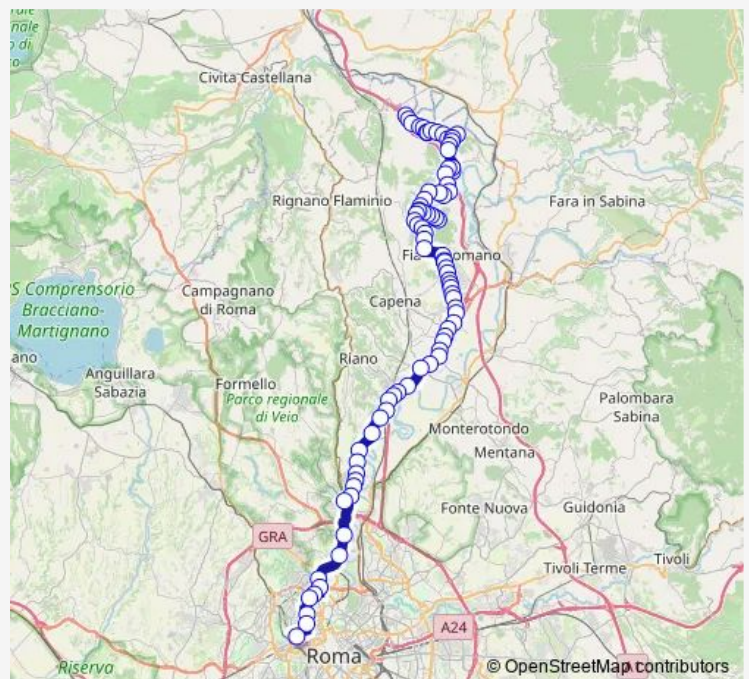 Civita Castellana
Rignano Flaminio
Fara in Sabina
S Comprensorio
Bracciano-
Martignano
Campagnano
di Roma
Capena
Riano
Anguillara
Sabazia
Formello
Parco regionale
di Veio
Palombara
Sabina
Monterotondo
Mentana
Fonte Nuova
Guidonia
GRA
Tivoli
Tivoli Terme
A24
Roma
Riserva
© OpenStreetMap contributors